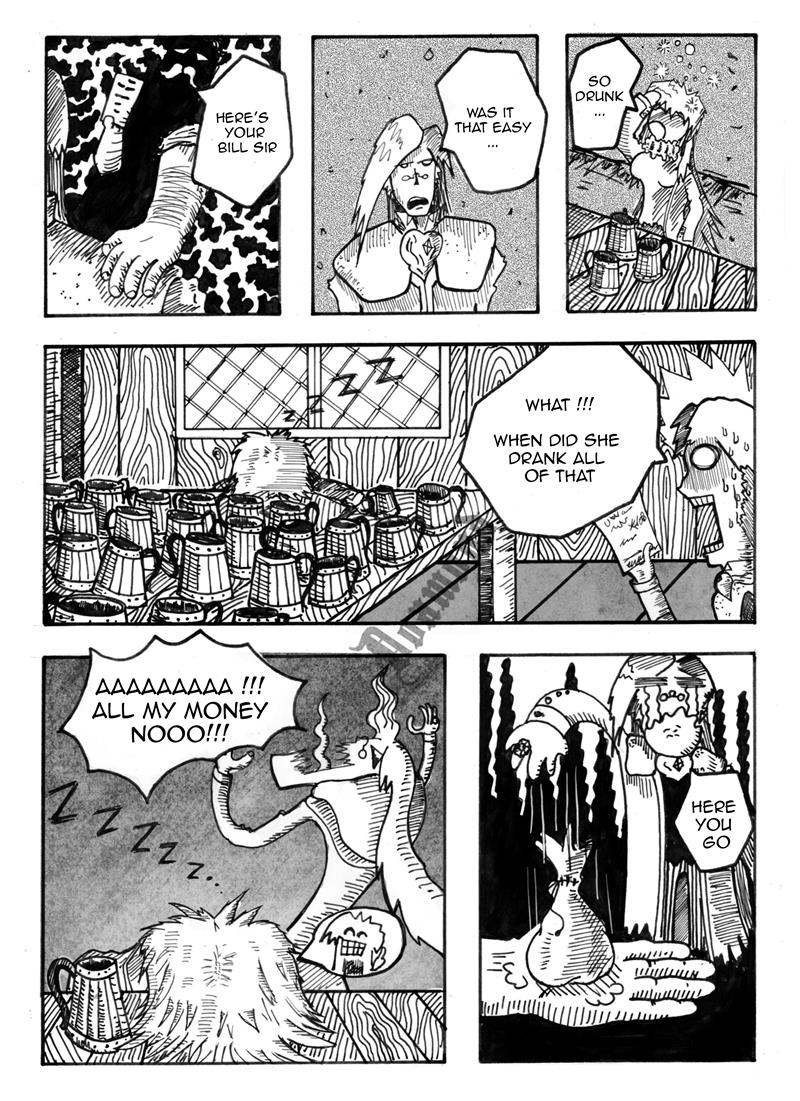 SO
DRUNK
...
WAS IT
THAT EASY
...
HERE'S
YOUR
BILL SIR
WHAT !!!
WHEN DID SHE
DRANK ALL
OF THAT
Z Z Z Z
HERE
YOU
GO
AAAAAAAAA !!!
ALL MY MONEY
NOOO!!!
Z Z Z Z Z...